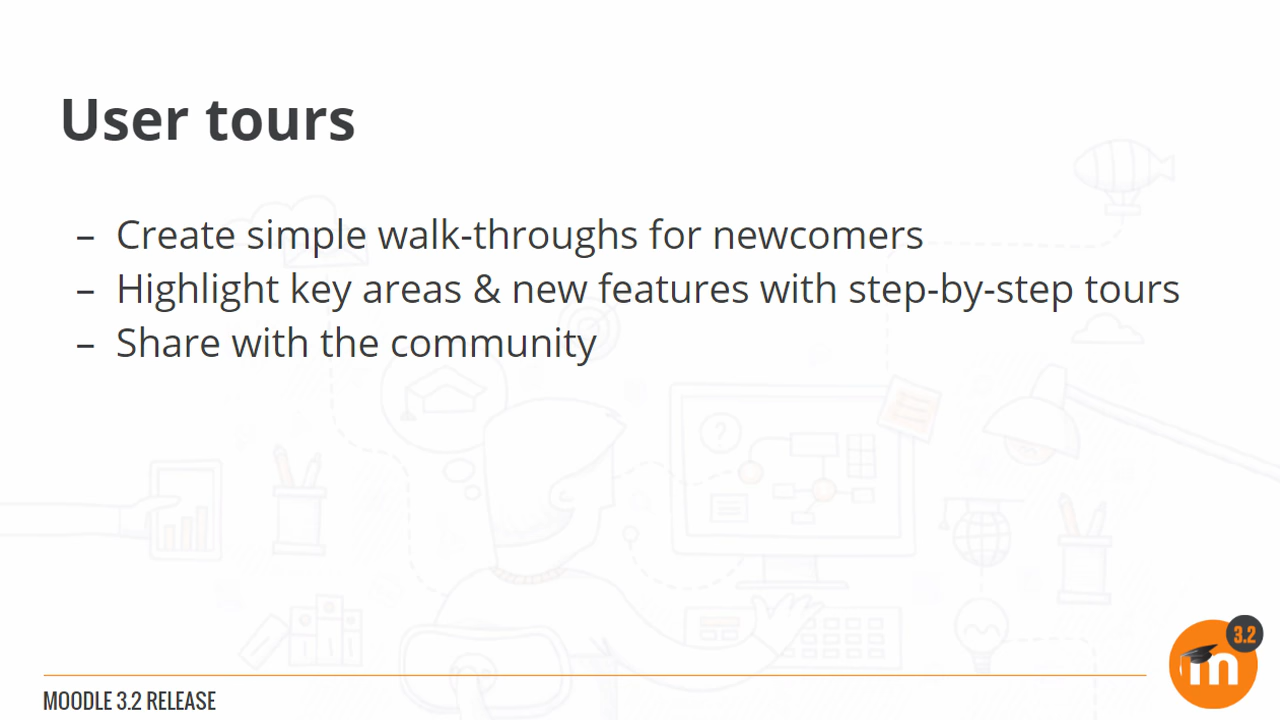 User tours
– Create simple walk-throughs for newcomers
– Highlight key areas & new features with step-by-step tours
– Share with the community
?
3.2
m
MOODLE 3.2 RELEASE